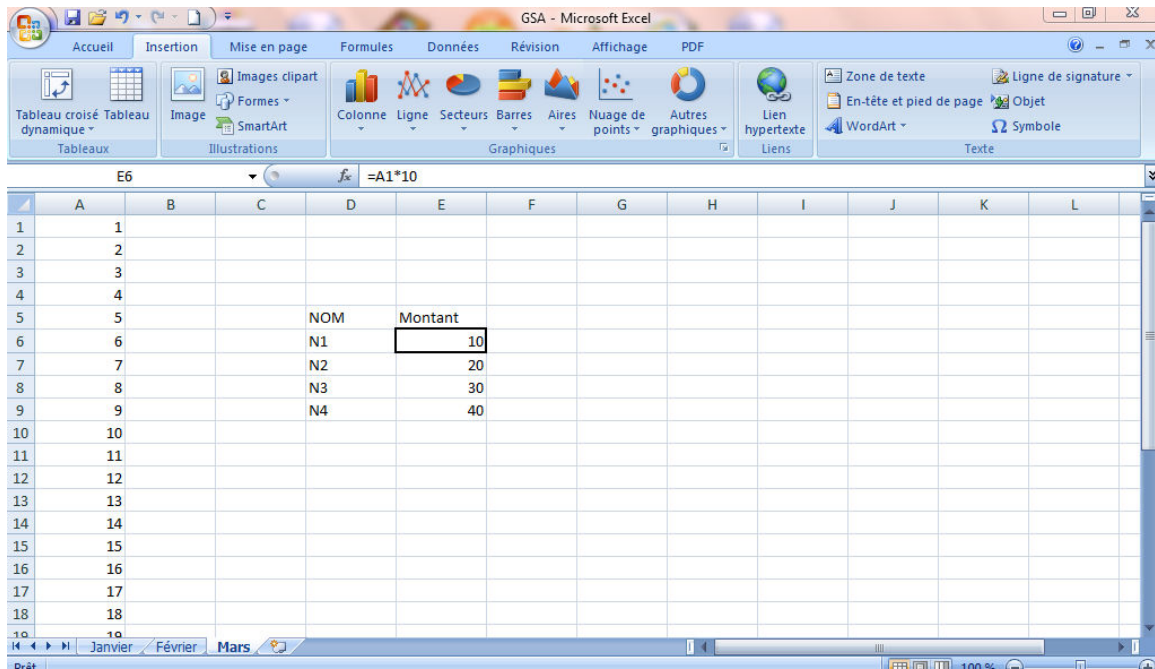 GSA - Microsoft Excel
Accueil Insertion Mise en page Formules Données Révision Affichage PDF
Tableau croisé dynamique Tableau Image Images clipart Formes SmartArt Colonne Ligne Secteurs Barres Aires Nuage de points Autres graphiques Lien hypertexte Zone de texte En-tête et pied de page WordArt Ligne de signature Objet Ω Symbole
Tableaux Illustrations Graphiques Liens Texte
E6 fx =A1*10
A B C D E F G H I J K L
1 1
2 2
3 3
4 4
5 5 NOM Montant
6 6 N1 10
7 7 N2 20
8 8 N3 30
9 9 N4 40
10 10
11 11
12 12
13 13
14 14
15 15
16 16
17 17
18 18
19 19
Janvier Février Mars
Prêt 100 %